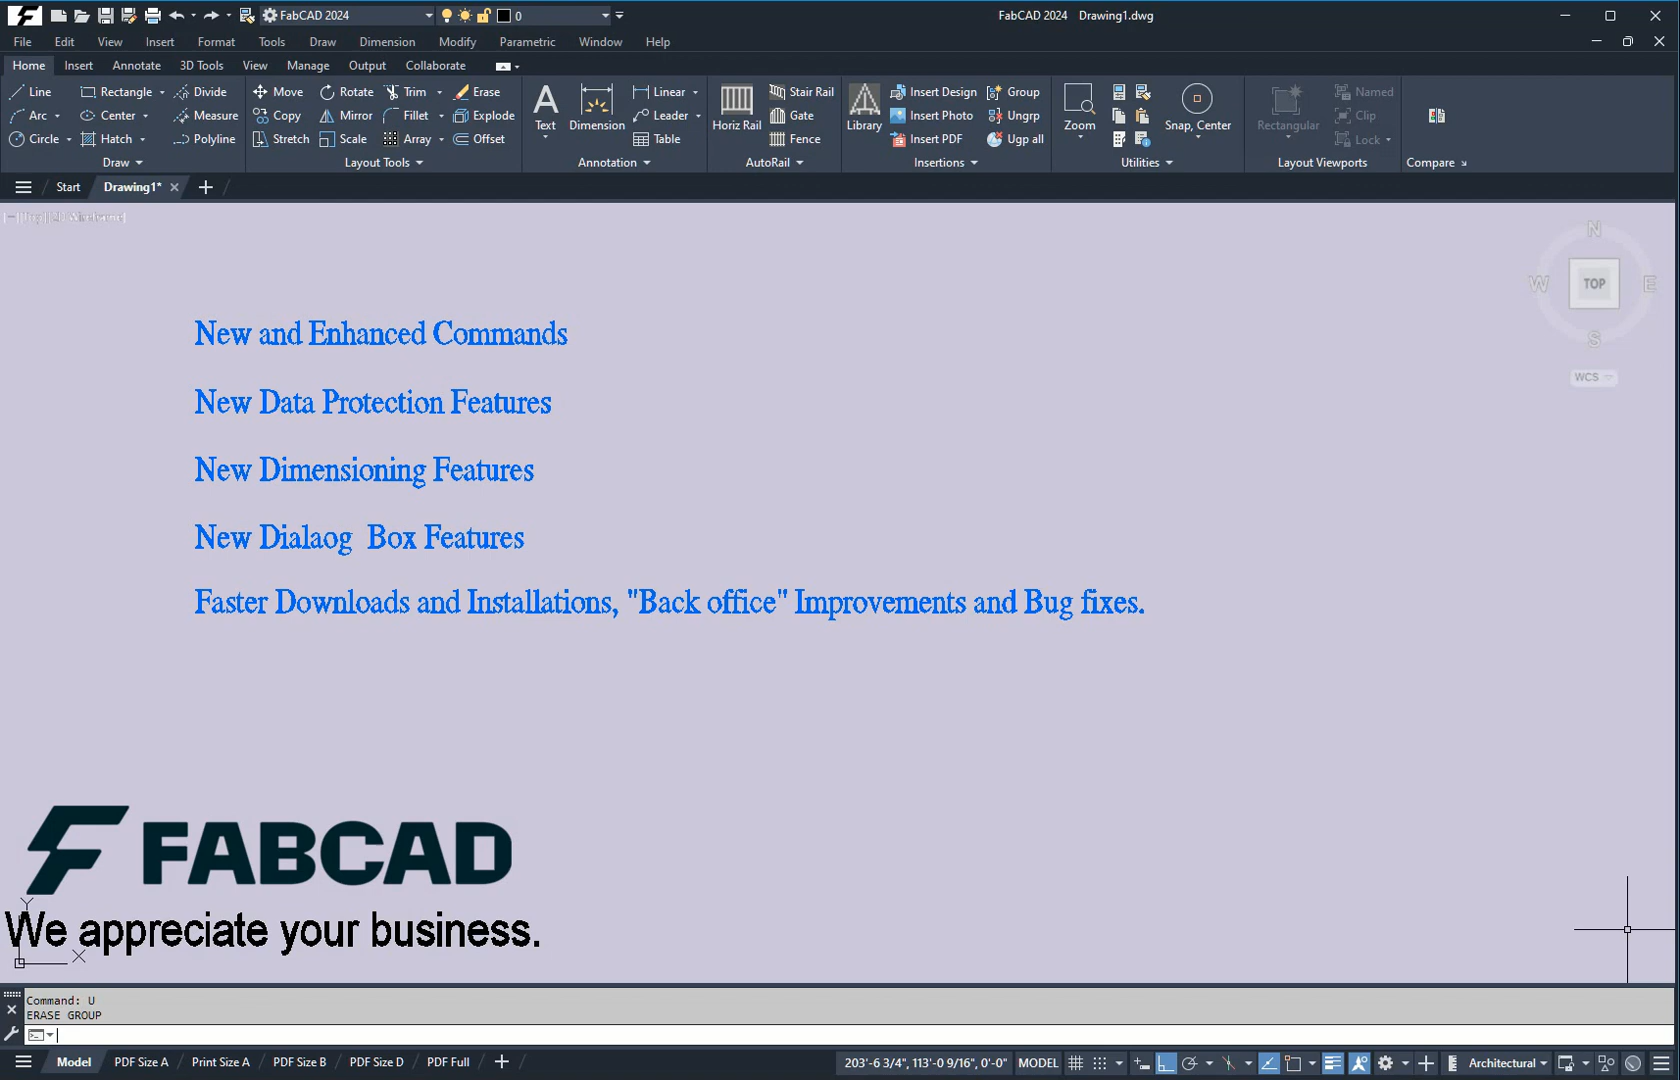 FabCAD 2024
0
FabCAD 2024 Drawing1.dwg
File Edit View Insert Format Tools Draw Dimension Modify Parametric Window Help
Home Insert Annotate 3D Tools View Manage Output Collaborate
Line Rectangle Divide Move Rotate Trim Erase Linear Stair Rail Insert Design Group Named
Arc Center Measure Copy Mirror Fillet Explode Text Dimension Leader Horiz Rail Gate Library Insert Photo Ungrp Zoom Snap, Center Rectangular Clip
Circle Hatch Polyline Stretch Scale Array Offset Table Fence Insert PDF Ugp all Lock
Draw Layout Tools Annotation AutoRail Insertions Utilities Layout Viewports Compare
Start Drawing1*
N
W TOP E
S
WCS
New and Enhanced Commands
New Data Protection Features
New Dimensioning Features
New Dialaog  Box Features
Faster Downloads and Installations, "Back office" Improvements and Bug fixes.
FABCAD
Y
We appreciate your business.
X
Command: U
ERASE GROUP
Model PDF Size A Print Size A PDF Size B PDF Size D PDF Full
203'-6 3/4", 113'-0 9/16", 0'-0" MODEL Architectural